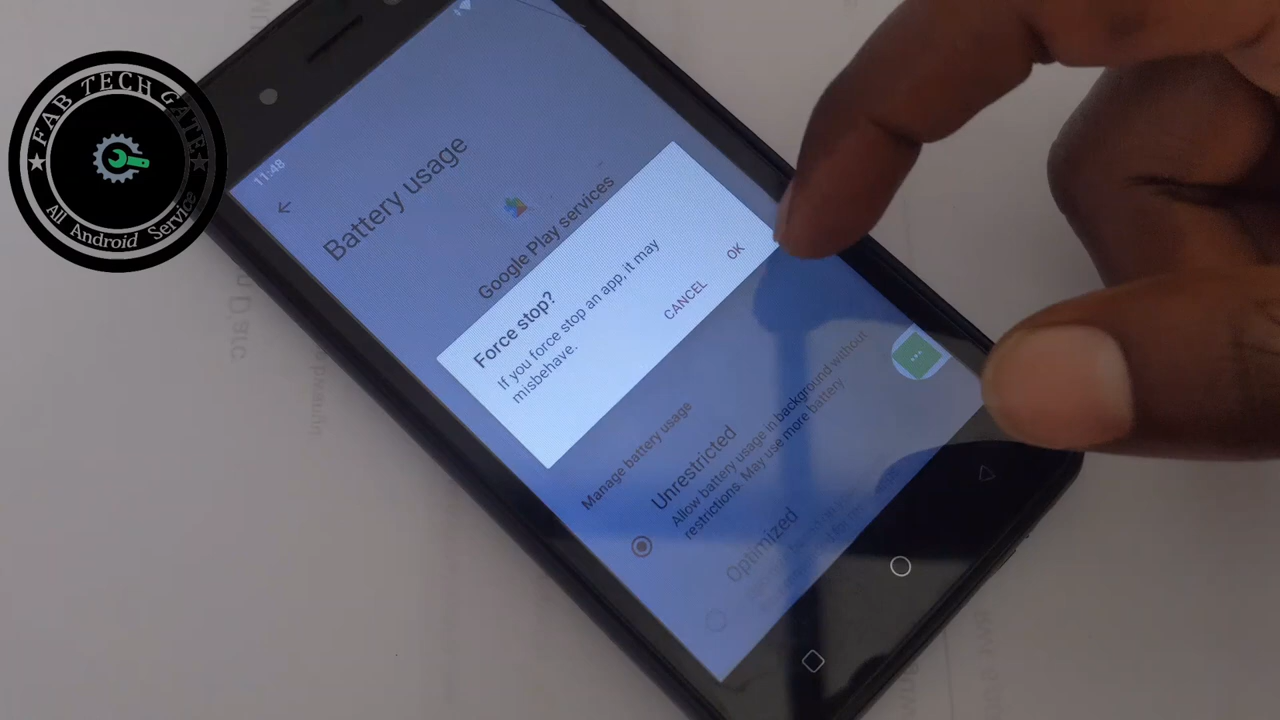 FAB TECH GATE
All Android Service
11:48
Battery usage
Google Play services
Force stop?
If you force stop an app, it may
misbehave.
CANCEL
OK
Manage battery usage
Unrestricted
Allow battery usage in background without
restrictions. May use more battery
Optimized